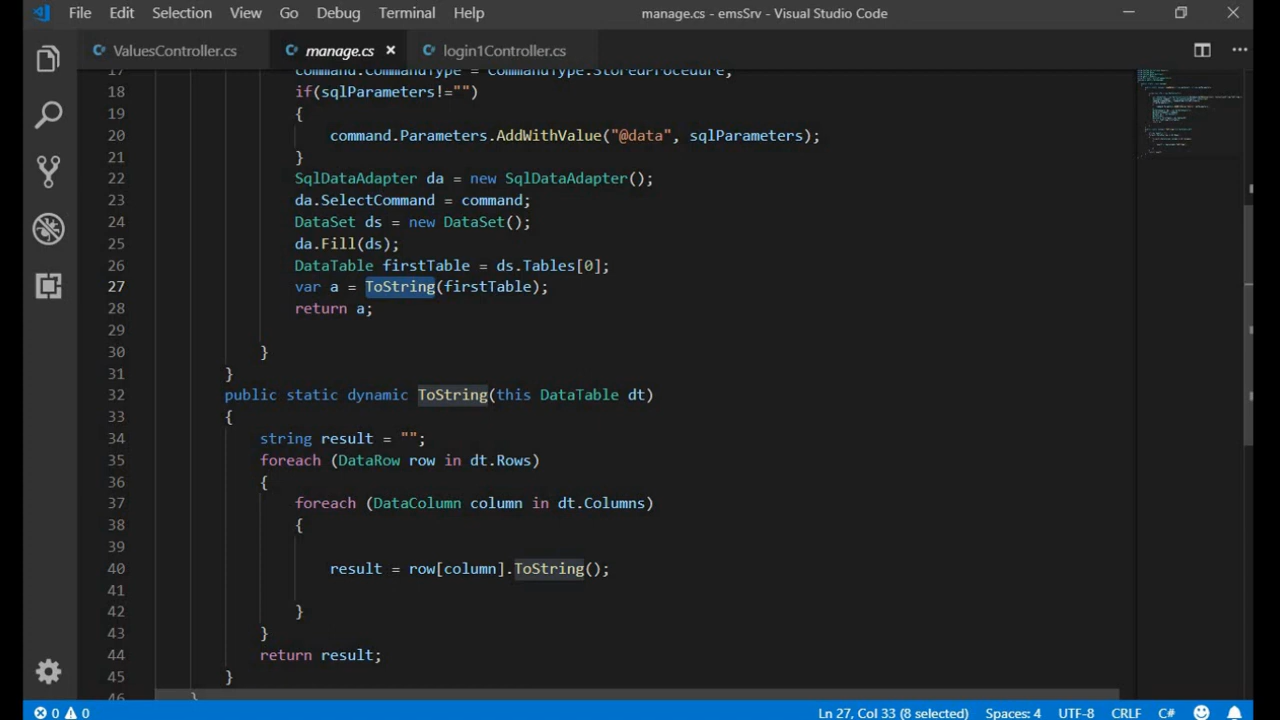 File Edit Selection View Go Debug Terminal Help manage.cs - emsSrv - Visual Studio Code
ValuesController.cs manage.cs login1Controller.cs
17 command.CommandType = CommandType.StoredProcedure;
18 if(sqlParameters!="")
19 {
20 command.Parameters.AddWithValue("@data", sqlParameters);
21 }
22 SqlDataAdapter da = new SqlDataAdapter();
23 da.SelectCommand = command;
24 DataSet ds = new DataSet();
25 da.Fill(ds);
26 DataTable firstTable = ds.Tables[0];
27 var a = ToString(firstTable);
28 return a;
29
30 }
31 }
32 public static dynamic ToString(this DataTable dt)
33 {
34 string result = "";
35 foreach (DataRow row in dt.Rows)
36 {
37 foreach (DataColumn column in dt.Columns)
38 {
39
40 result = row[column].ToString();
41
42 }
43 }
44 return result;
45 }
46 }
0 0 Ln 27, Col 33 (8 selected) Spaces: 4 UTF-8 CRLF C#